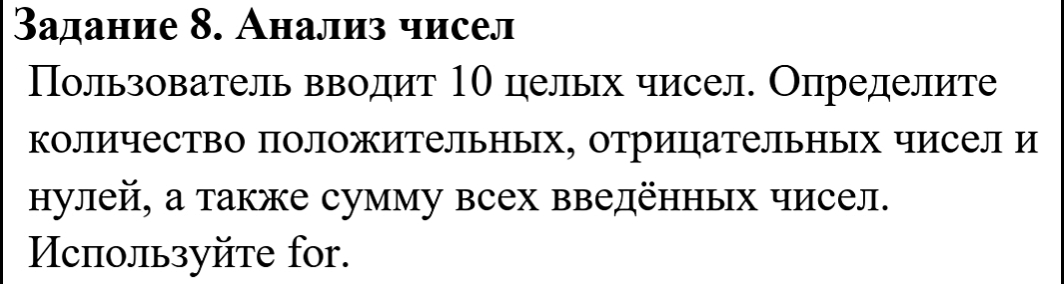 Задание 8. Анализ чисел
Пользователь вводит 10 целых чисел. Определите
количество положительных, отрицательных чисел и
нулей, а также сумму всех введённых чисел.
Используйте for.